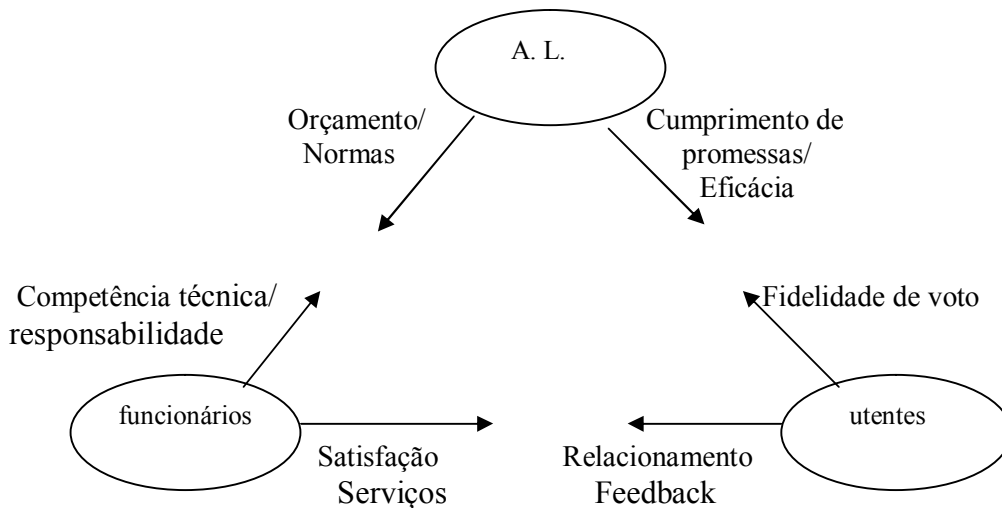 A. L.
Orçamento/
Normas
Cumprimento de
promessas/
Eficácia
Competência técnica/
responsabilidade
Fidelidade de voto
funcionários
utentes
Satisfação
Serviços
Relacionamento
Feedback